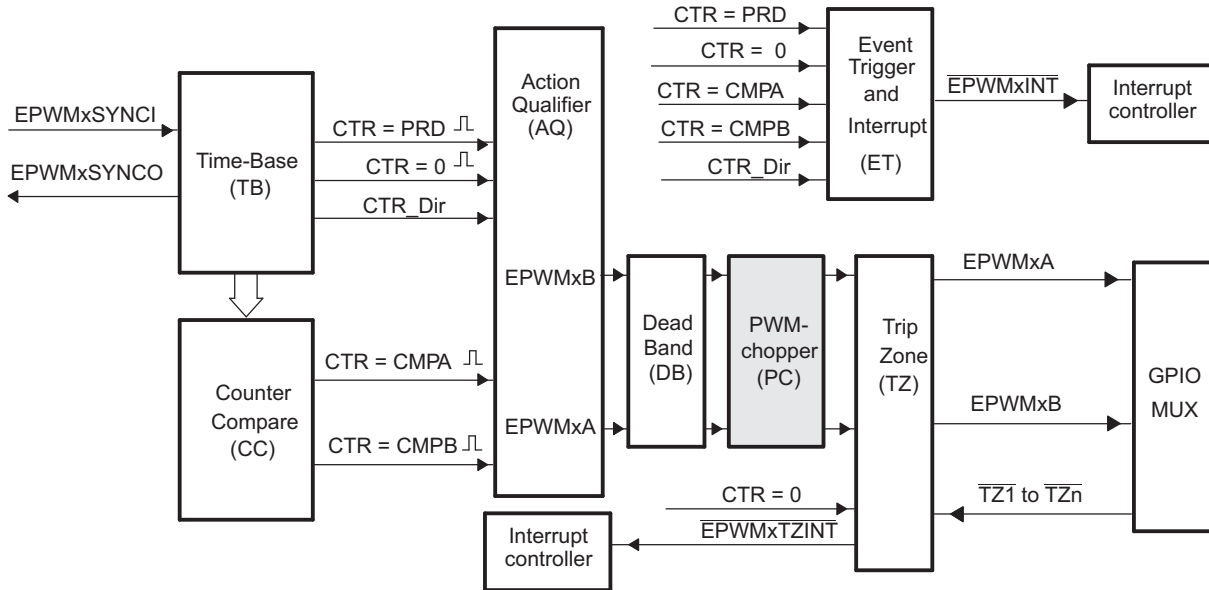 EPWMxSYNCI
EPWMxSYNCO
Time-Base
(TB)
CTR = PRD
CTR = 0
CTR_Dir
Counter
Compare
(CC)
CTR = CMPA
CTR = CMPB
Action
Qualifier
(AQ)
EPWMxB
EPWMxA
CTR = PRD
CTR = 0
CTR = CMPA
CTR = CMPB
CTR_Dir
Event
Trigger
and
Interrupt
(ET)
EPWMxINT
Interrupt
controller
Dead
Band
(DB)
PWM-
chopper
(PC)
Trip
Zone
(TZ)
EPWMxA
EPWMxB
TZ1 to TZn
GPIO
MUX
CTR = 0
EPWMxTZINT
Interrupt
controller